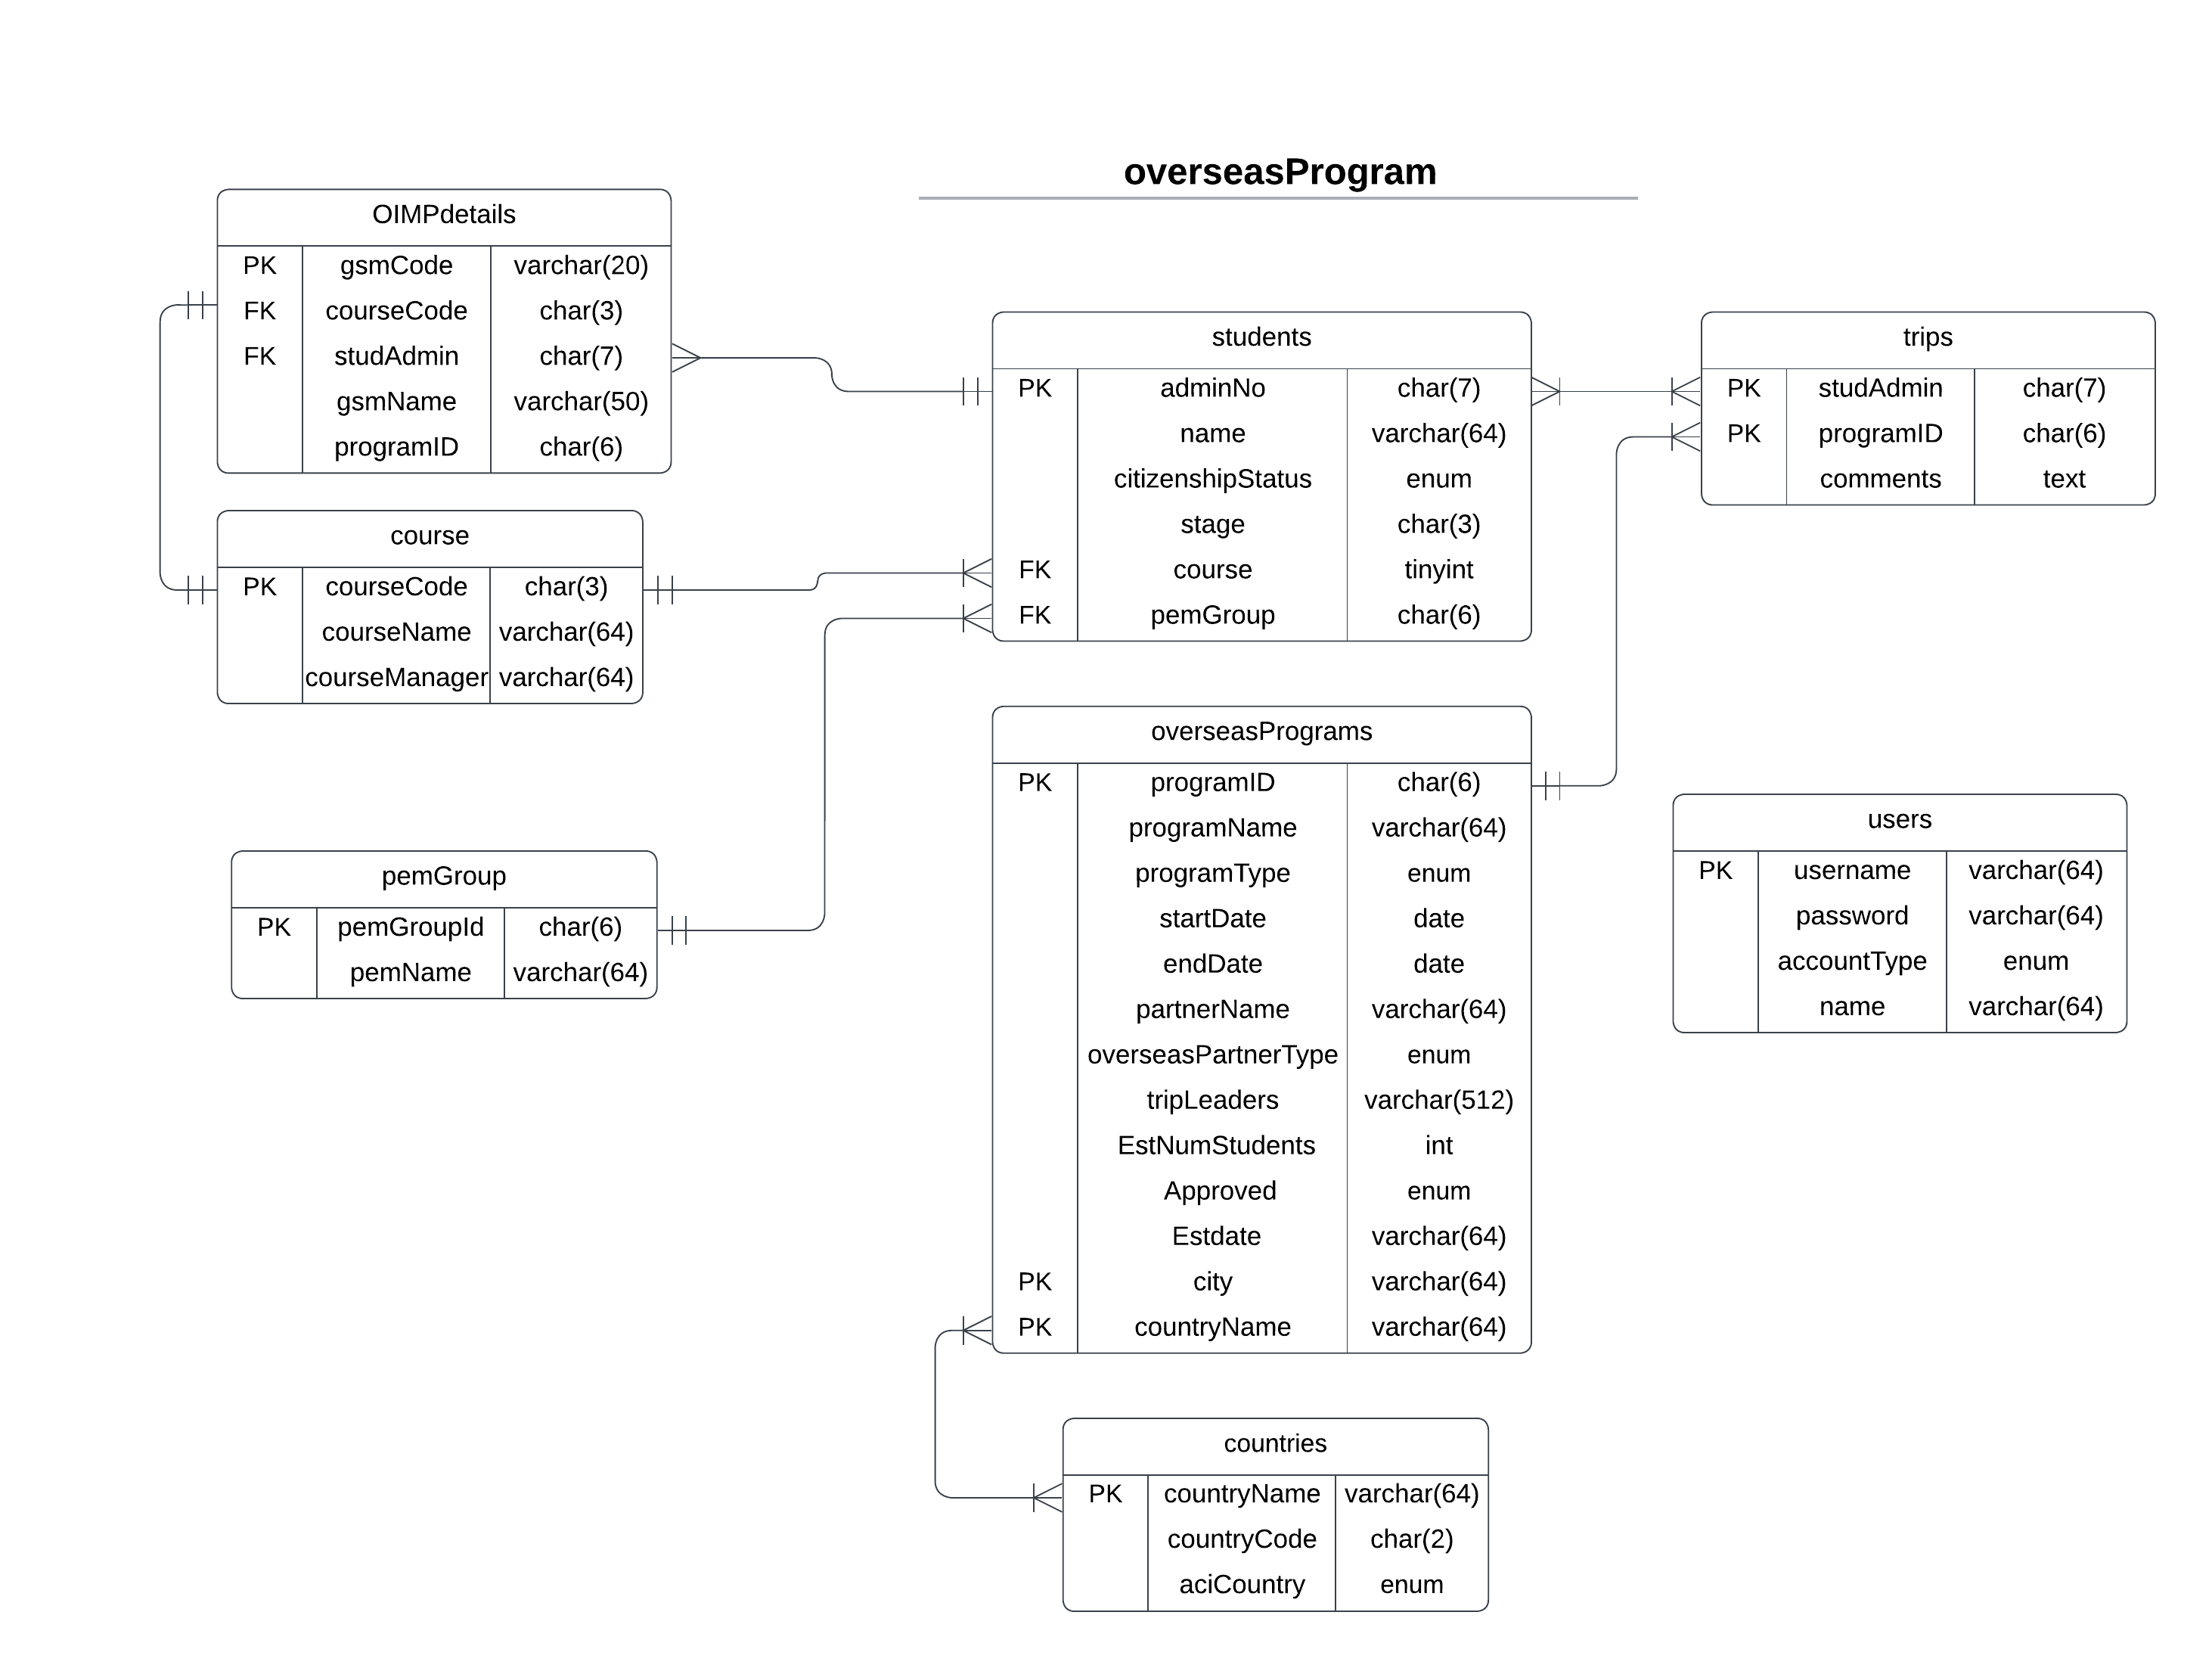 overseasProgram
OIMPdetails
PK gsmCode varchar(20)
FK courseCode char(3)
FK studAdmin char(7)
gsmName varchar(50)
programID char(6)
course
PK courseCode char(3)
courseName varchar(64)
courseManager varchar(64)
pemGroup
PK pemGroupId char(6)
pemName varchar(64)
students
PK adminNo char(7)
name varchar(64)
citizenshipStatus enum
stage char(3)
FK course tinyint
FK pemGroup char(6)
overseasPrograms
PK programID char(6)
programName varchar(64)
programType enum
startDate date
endDate date
partnerName varchar(64)
overseasPartnerType enum
tripLeaders varchar(512)
EstNumStudents int
Approved enum
Estdate varchar(64)
PK city varchar(64)
PK countryName varchar(64)
countries
PK countryName varchar(64)
countryCode char(2)
aciCountry enum
trips
PK studAdmin char(7)
PK programID char(6)
comments text
users
PK username varchar(64)
password varchar(64)
accountType enum
name varchar(64)